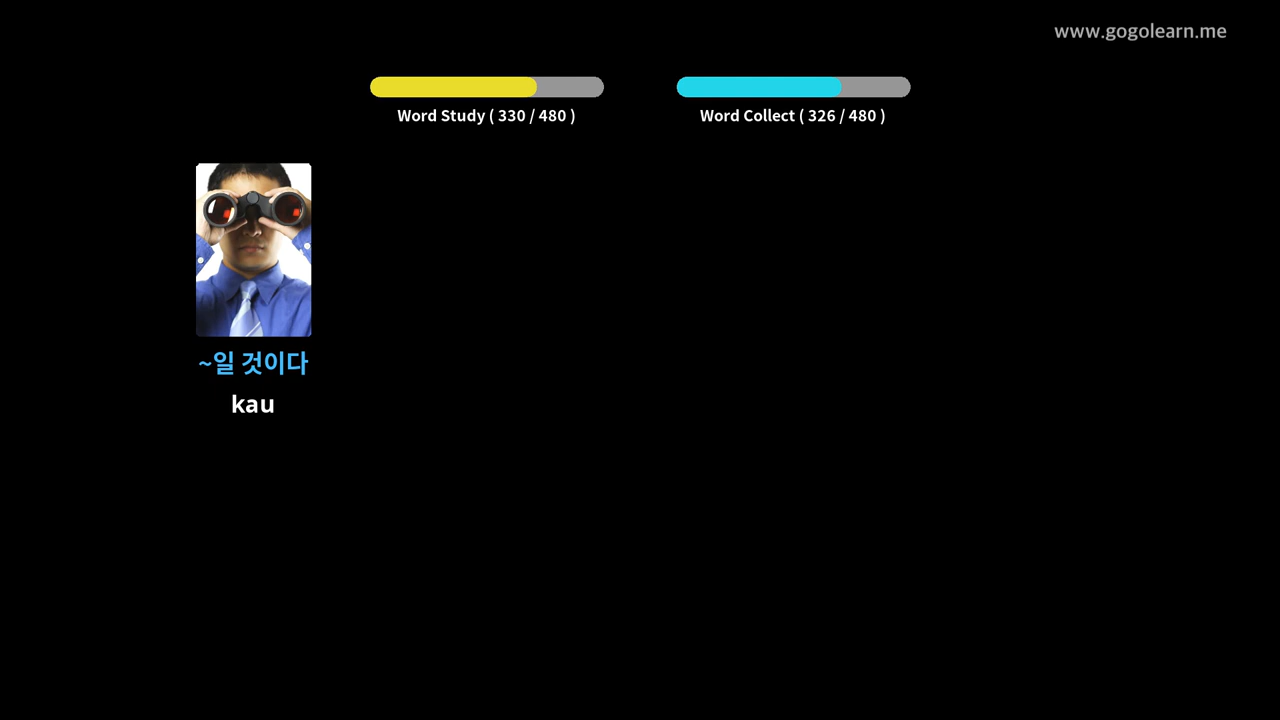 www.gogolearn.me
Word Study ( 330 / 480 )
Word Collect ( 326 / 480 )
~일 것이다
kau